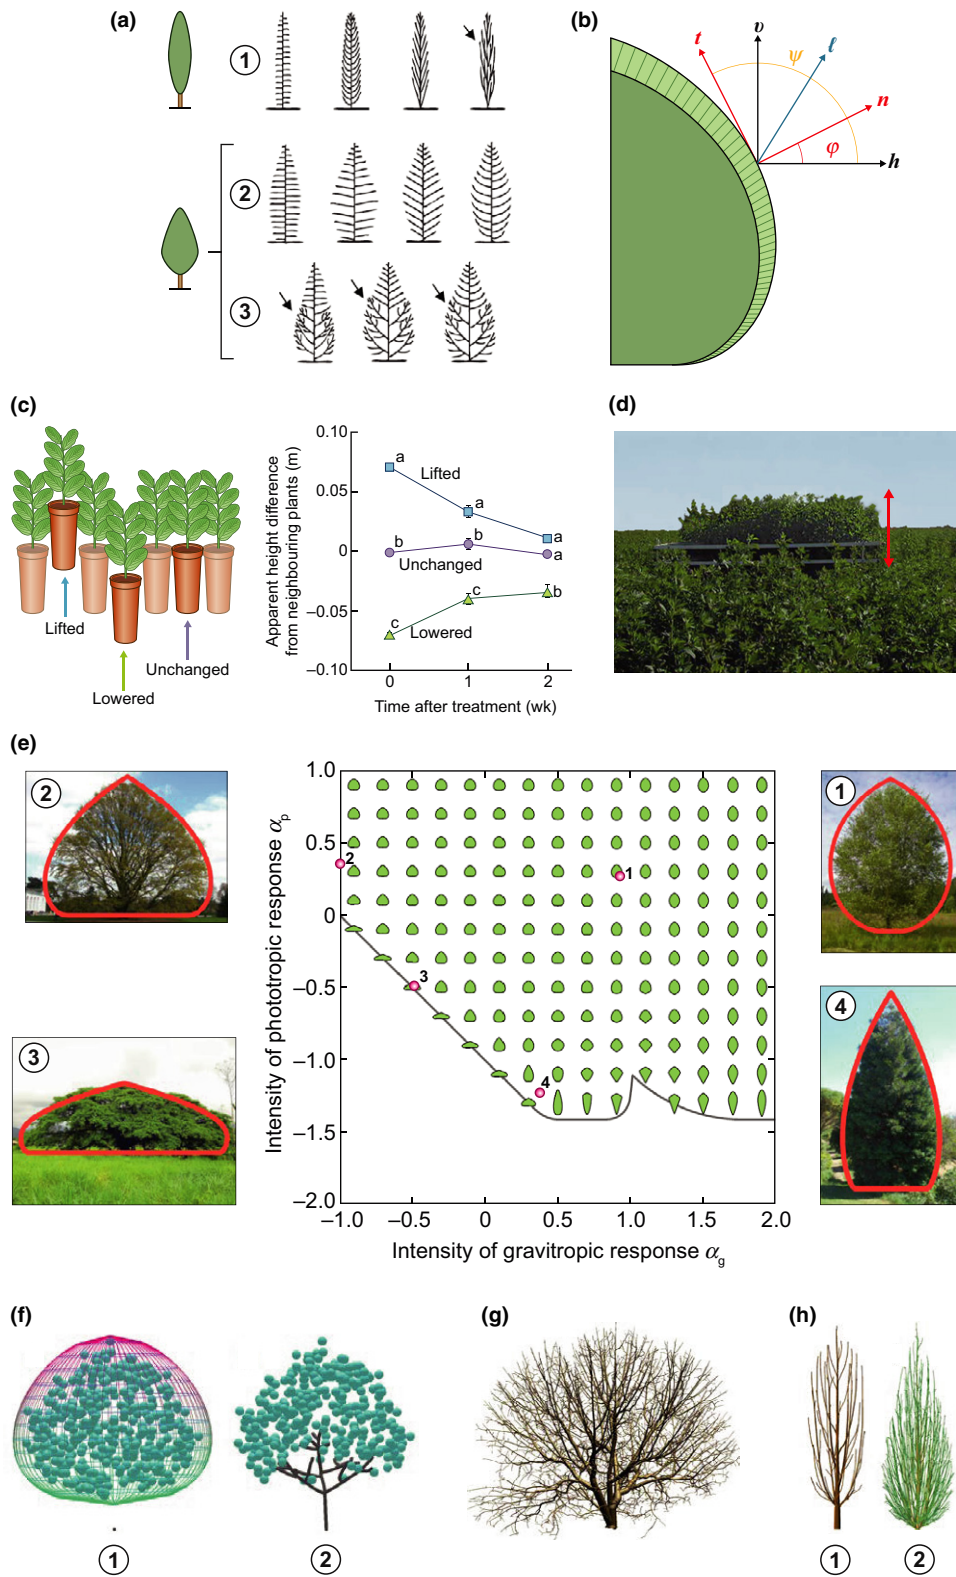 (a)
1
2
3
(b)
t
υ
ψ
ℓ
n
φ
h
(c)
Lifted
Lowered
Unchanged
Apparent height difference
from neighbouring plants (m)
0.10
0.05
0
–0.05
–0.10
a
Lifted
a
a
b
b
Unchanged
a
c
c
b
Lowered
0 1 2
Time after treatment (wk)
(d)
(e)
2
3
Intensity of phototropic response αp
1.0
0.5
0
–0.5
–1.0
–1.5
–2.0
2
1
3
4
–1.0 –0.5 0 0.5 1.0 1.5 2.0
Intensity of gravitropic response αg
1
4
(f)
1
2
(g)
(h)
1
2